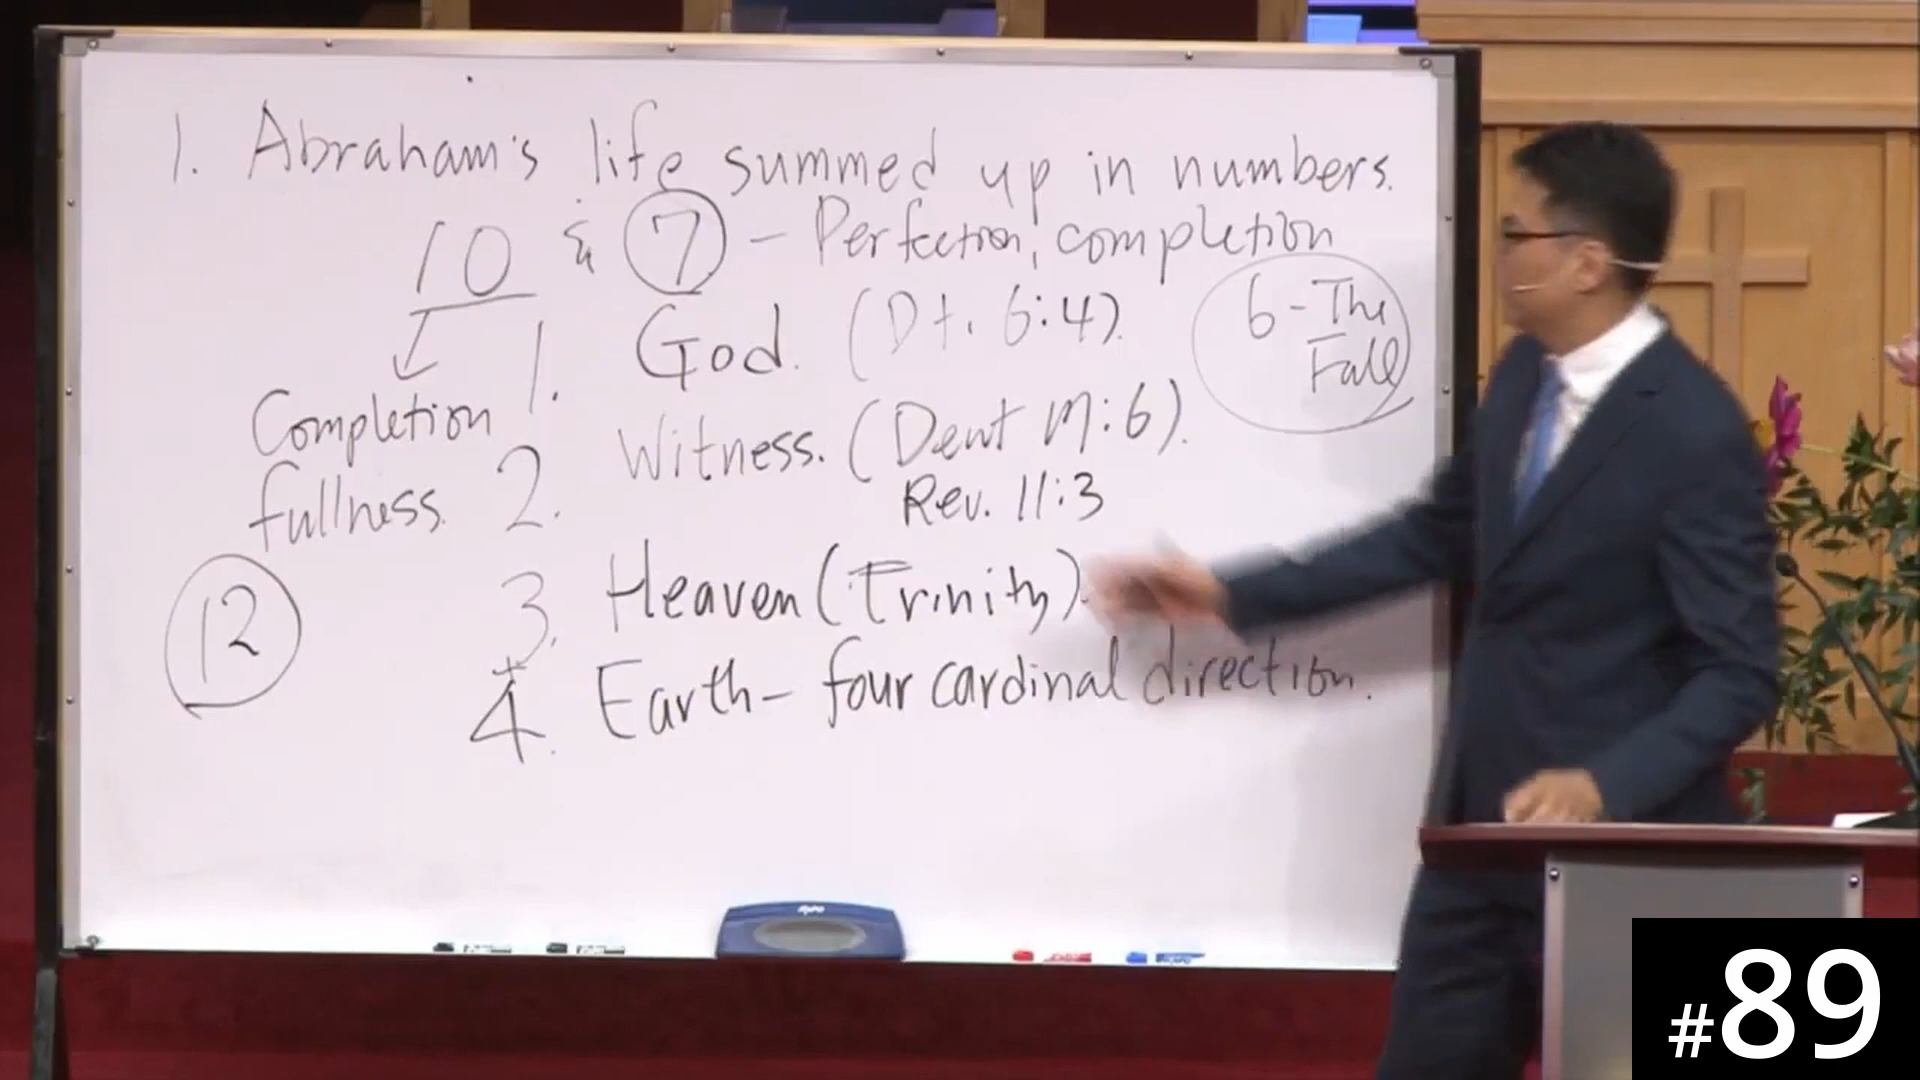 1. Abraham's life summed up in numbers.
10 & 7 – Perfection, completion
6 - The
Fall
1. God. (Dt. 6:4).
Completion
fullness.
2. Witness. (Deut 17:6).
Rev. 11:3
12
3. Heaven (Trinity).
+
4. Earth – four cardinal direction.
expo
#89